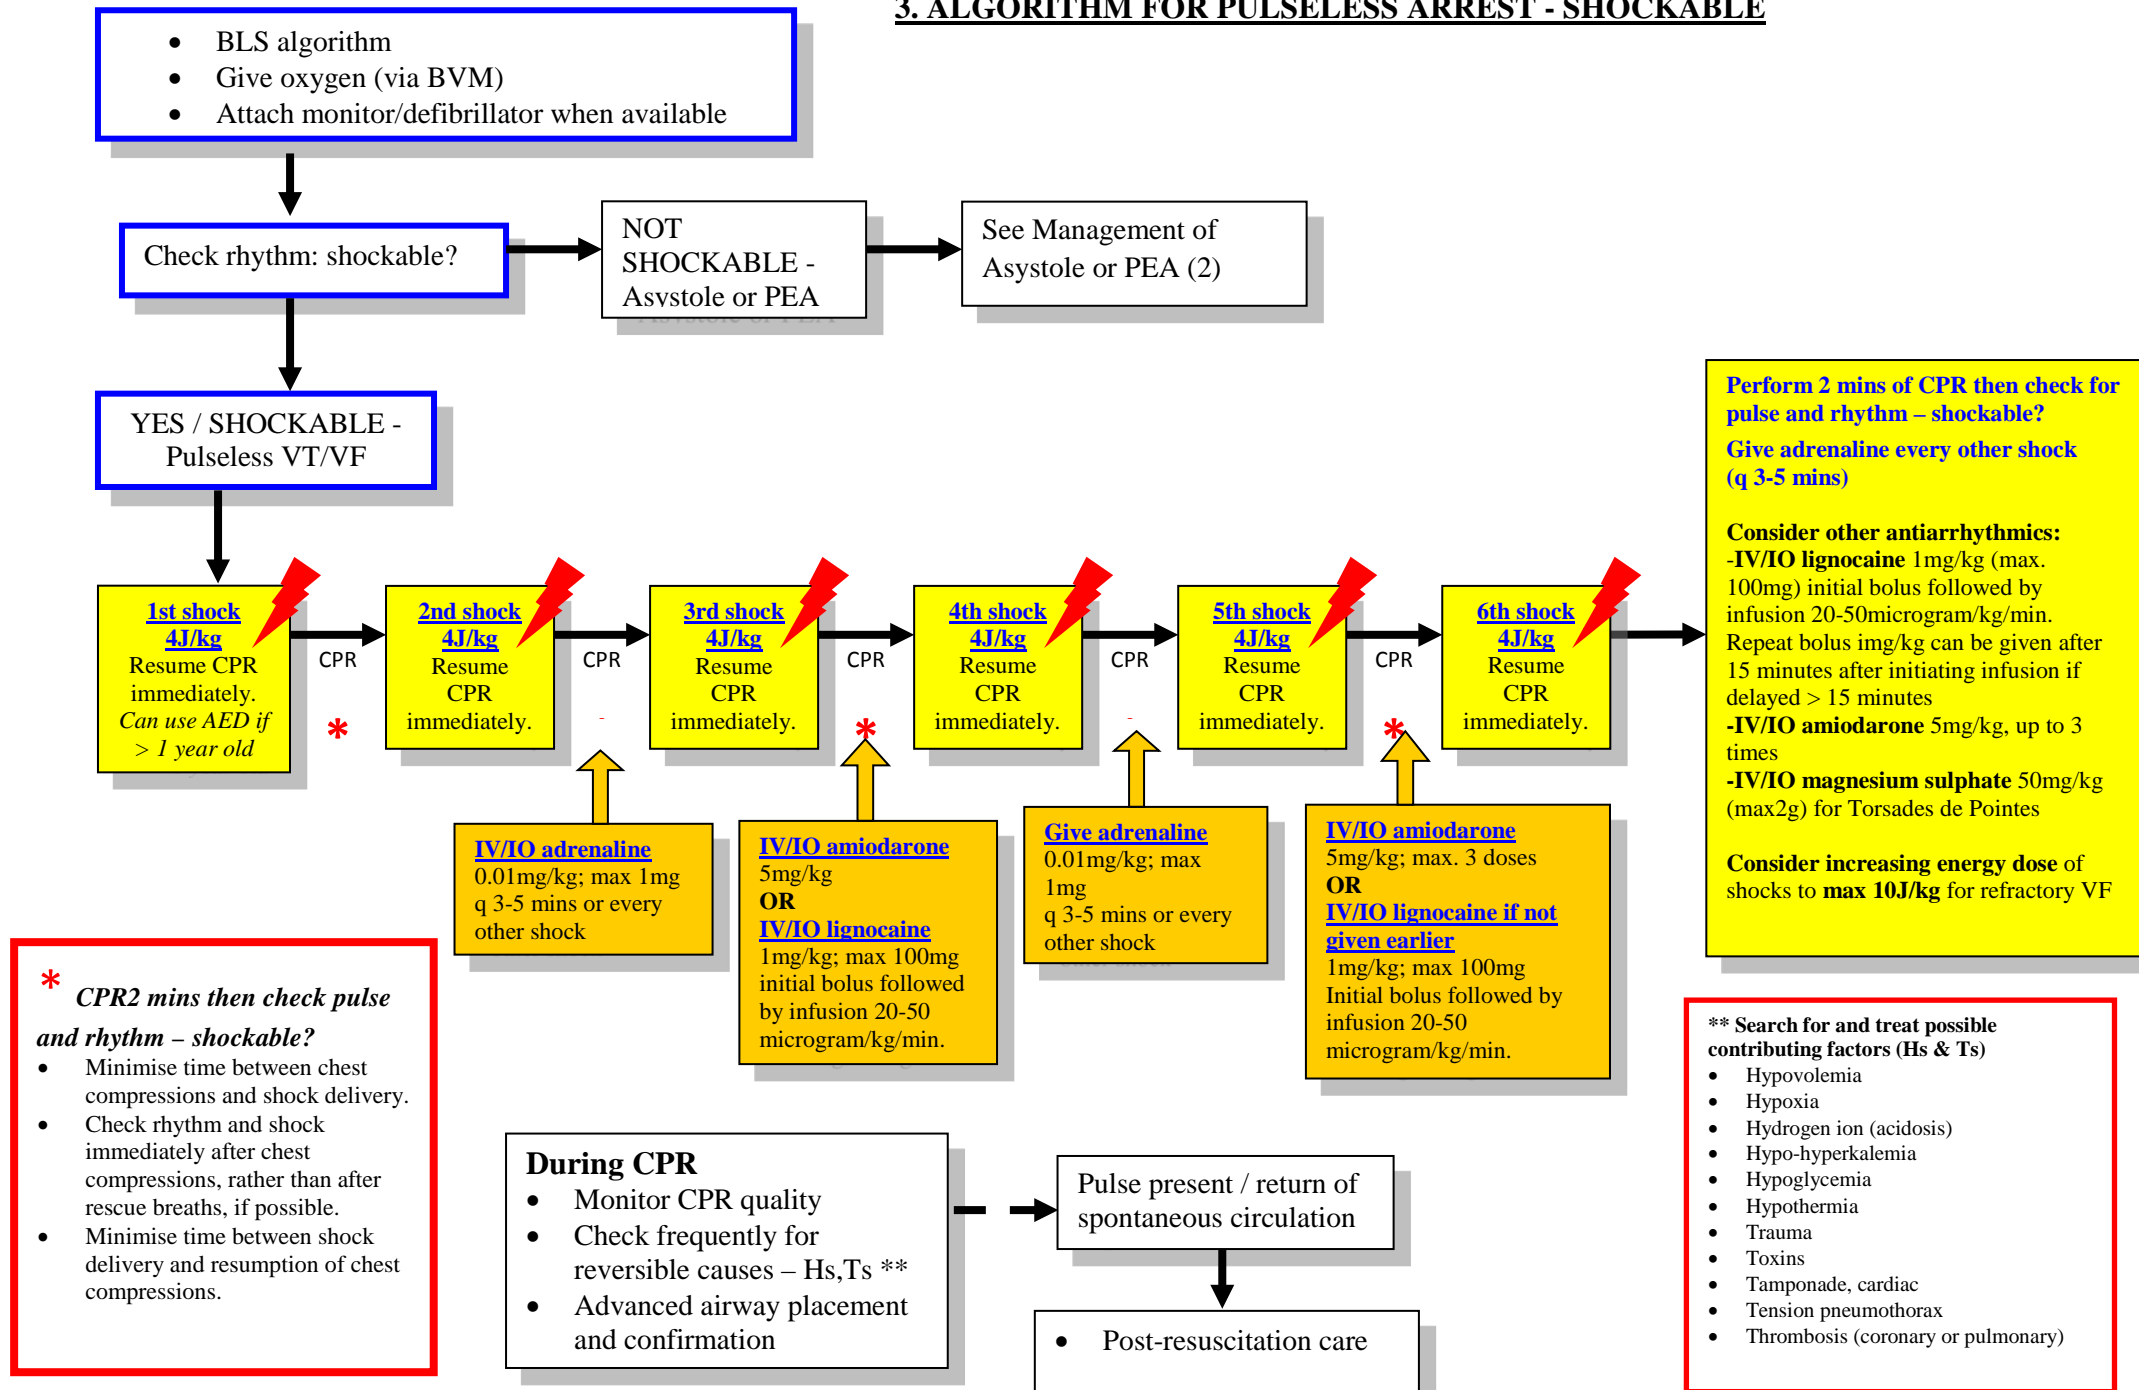 3. ALGORITHM FOR PULSELESS ARREST - SHOCKABLE
• BLS algorithm
• Give oxygen (via BVM)
• Attach monitor/defibrillator when available
Check rhythm: shockable?
NOT
SHOCKABLE -
Asystole or PEA
See Management of
Asystole or PEA (2)
YES / SHOCKABLE -
Pulseless VT/VF
1st shock
4J/kg
Resume CPR
immediately.
Can use AED if
> 1 year old
CPR
*
2nd shock
4J/kg
Resume
CPR
immediately.
CPR
-
3rd shock
4J/kg
Resume
CPR
immediately.
CPR
*
4th shock
4J/kg
Resume
CPR
immediately.
CPR
-
5th shock
4J/kg
Resume
CPR
immediately.
CPR
*
6th shock
4J/kg
Resume
CPR
immediately.
Perform 2 mins of CPR then check for
pulse and rhythm – shockable?
Give adrenaline every other shock
(q 3-5 mins)
Consider other antiarrhythmics:
-IV/IO lignocaine 1mg/kg (max.
100mg) initial bolus followed by
infusion 20-50microgram/kg/min.
Repeat bolus img/kg can be given after
15 minutes after initiating infusion if
delayed > 15 minutes
-IV/IO amiodarone 5mg/kg, up to 3
times
-IV/IO magnesium sulphate 50mg/kg
(max2g) for Torsades de Pointes
Consider increasing energy dose of
shocks to max 10J/kg for refractory VF
IV/IO adrenaline
0.01mg/kg; max 1mg
q 3-5 mins or every
other shock
IV/IO amiodarone
5mg/kg
OR
IV/IO lignocaine
1mg/kg; max 100mg
initial bolus followed
by infusion 20-50
microgram/kg/min.
Give adrenaline
0.01mg/kg; max
1mg
q 3-5 mins or every
other shock
IV/IO amiodarone
5mg/kg; max. 3 doses
OR
IV/IO lignocaine if not
given earlier
1mg/kg; max 100mg
Initial bolus followed by
infusion 20-50
microgram/kg/min.
* CPR2 mins then check pulse
and rhythm – shockable?
• Minimise time between chest
compressions and shock delivery.
• Check rhythm and shock
immediately after chest
compressions, rather than after
rescue breaths, if possible.
• Minimise time between shock
delivery and resumption of chest
compressions.
During CPR
• Monitor CPR quality
• Check frequently for
reversible causes – Hs,Ts **
• Advanced airway placement
and confirmation
Pulse present / return of
spontaneous circulation
• Post-resuscitation care
** Search for and treat possible
contributing factors (Hs & Ts)
• Hypovolemia
• Hypoxia
• Hydrogen ion (acidosis)
• Hypo-hyperkalemia
• Hypoglycemia
• Hypothermia
• Trauma
• Toxins
• Tamponade, cardiac
• Tension pneumothorax
• Thrombosis (coronary or pulmonary)